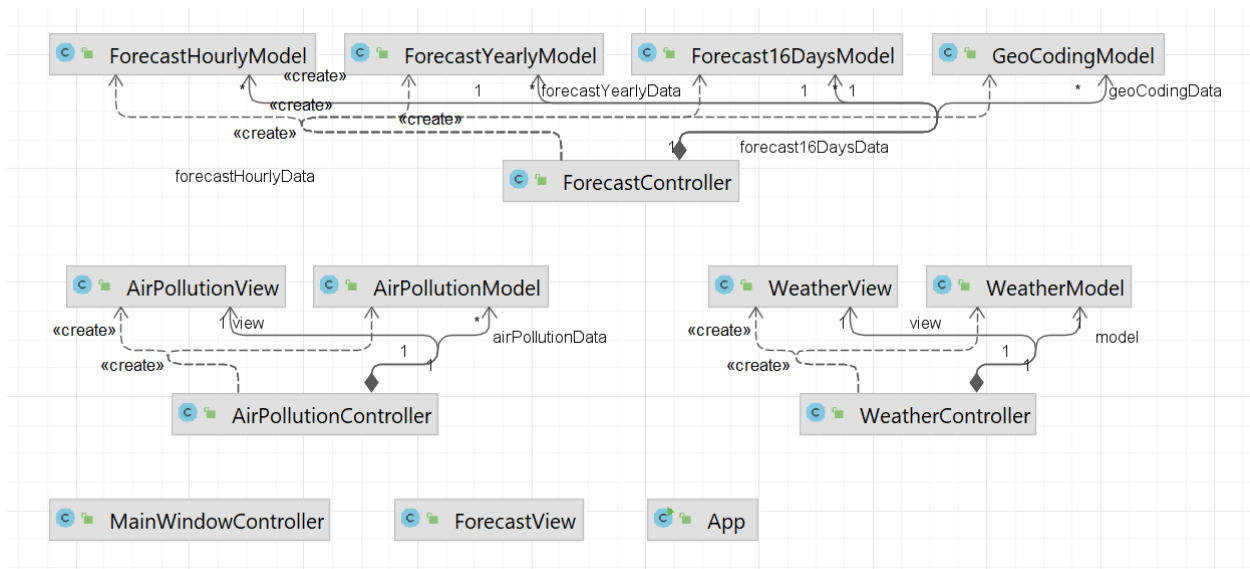 ForecastHourlyModel
ForecastYearlyModel
Forecast16DaysModel
GeoCodingModel
«create»
* 1 forecastYearlyData * 1 * 1 * geoCodingData
«create»
«create» «create»
1 forecast16DaysData
forecastHourlyData
ForecastController
AirPollutionView
AirPollutionModel
WeatherView
WeatherModel
«create» 1 view * airPollutionData
«create» 1 view 1 model
«create» 1 1
«create» 1 1
AirPollutionController
WeatherController
MainWindowController
ForecastView
App